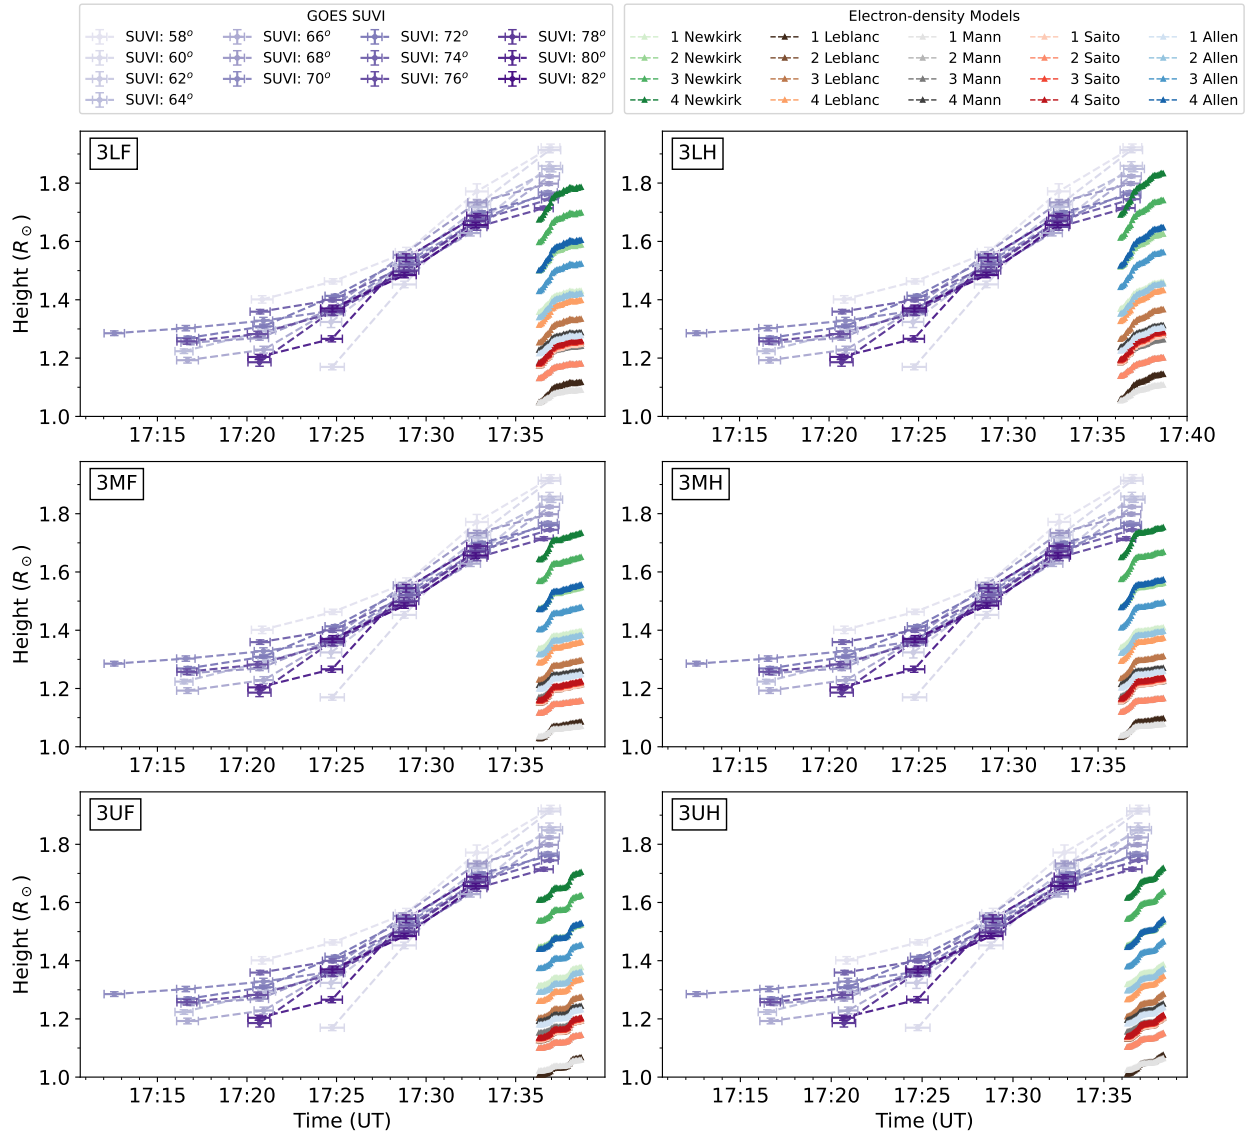 GOES SUVI
SUVI: 58° SUVI: 66° SUVI: 72° SUVI: 78°
SUVI: 60° SUVI: 68° SUVI: 74° SUVI: 80°
SUVI: 62° SUVI: 70° SUVI: 76° SUVI: 82°
SUVI: 64°
Electron-density Models
1 Newkirk 1 Leblanc 1 Mann 1 Saito 1 Allen
2 Newkirk 2 Leblanc 2 Mann 2 Saito 2 Allen
3 Newkirk 3 Leblanc 3 Mann 3 Saito 3 Allen
4 Newkirk 4 Leblanc 4 Mann 4 Saito 4 Allen
3LF
Height (R⊙)
1.8
1.6
1.4
1.2
1.0
17:15 17:20 17:25 17:30 17:35
3LH
1.8
1.6
1.4
1.2
1.0
17:15 17:20 17:25 17:30 17:35 17:40
3MF
Height (R⊙)
1.8
1.6
1.4
1.2
1.0
17:15 17:20 17:25 17:30 17:35
3MH
1.8
1.6
1.4
1.2
1.0
17:15 17:20 17:25 17:30 17:35
3UF
Height (R⊙)
1.8
1.6
1.4
1.2
1.0
17:15 17:20 17:25 17:30 17:35
Time (UT)
3UH
1.8
1.6
1.4
1.2
1.0
17:15 17:20 17:25 17:30 17:35
Time (UT)